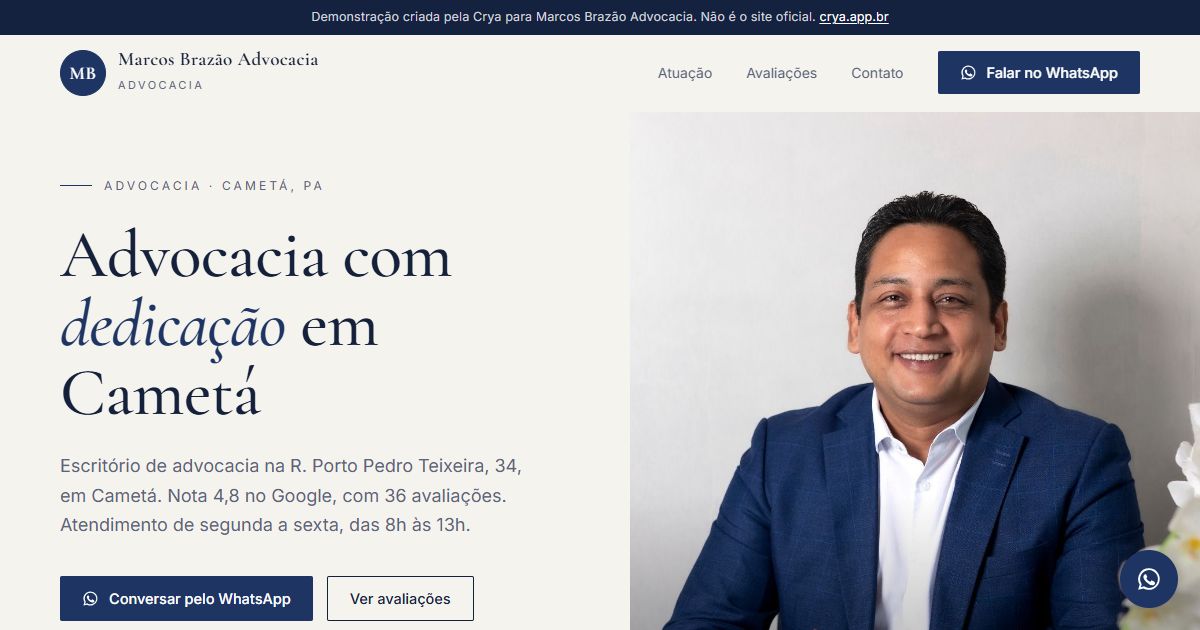 Demonstração criada pela Crya para Marcos Brazão Advocacia. Não é o site oficial. crya.app.br
MB
Marcos Brazão Advocacia
ADVOCACIA
Atuação
Avaliações
Contato
Falar no WhatsApp
ADVOCACIA · CAMETÁ, PA
Advocacia com
dedicação em
Cametá
Escritório de advocacia na R. Porto Pedro Teixeira, 34,
em Cametá. Nota 4,8 no Google, com 36 avaliações.
Atendimento de segunda a sexta, das 8h às 13h.
Conversar pelo WhatsApp
Ver avaliações